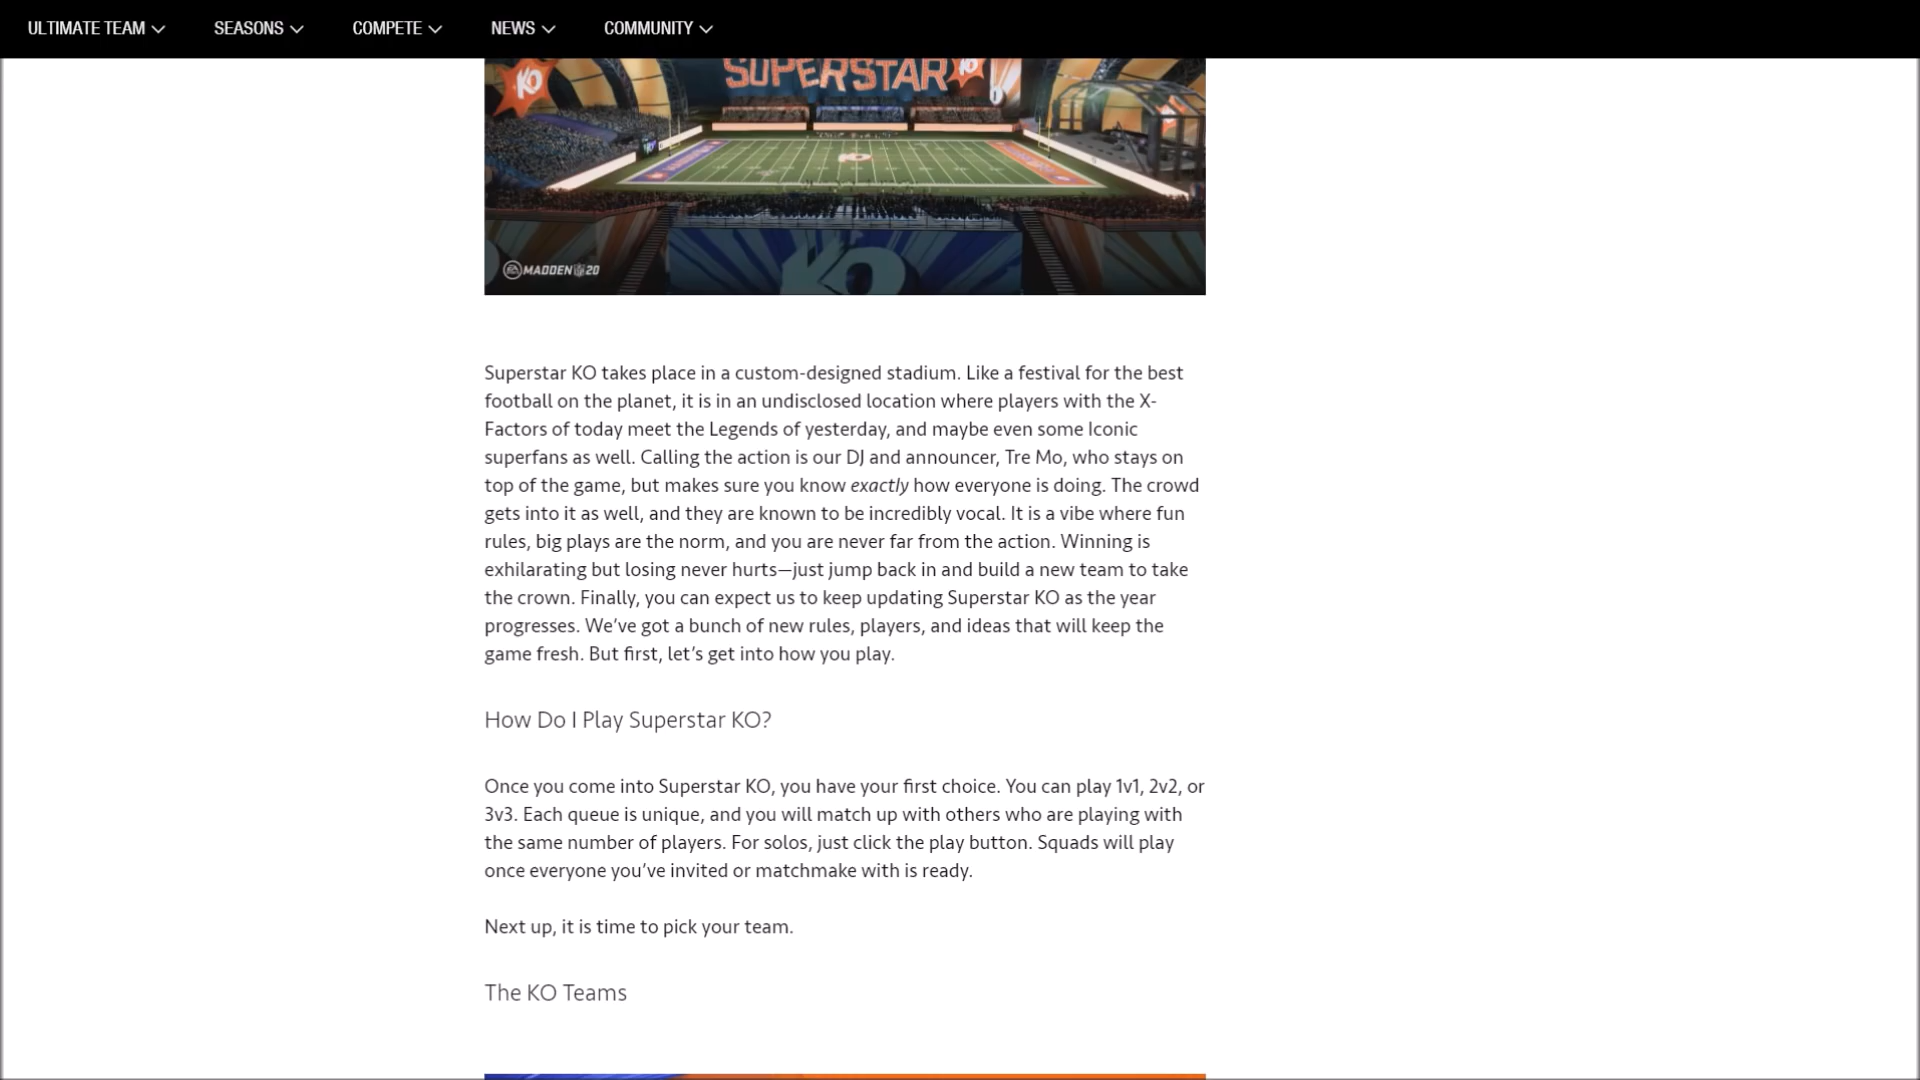 ULTIMATE TEAM SEASONS COMPETE NEWS COMMUNITY
KO SUPERSTAR KO
KO
KO
MADDEN NFL 20
Superstar KO takes place in a custom-designed stadium. Like a festival for the best
football on the planet, it is in an undisclosed location where players with the X-
Factors of today meet the Legends of yesterday, and maybe even some Iconic
superfans as well. Calling the action is our DJ and announcer, Tre Mo, who stays on
top of the game, but makes sure you know exactly how everyone is doing. The crowd
gets into it as well, and they are known to be incredibly vocal. It is a vibe where fun
rules, big plays are the norm, and you are never far from the action. Winning is
exhilarating but losing never hurts—just jump back in and build a new team to take
the crown. Finally, you can expect us to keep updating Superstar KO as the year
progresses. We’ve got a bunch of new rules, players, and ideas that will keep the
game fresh. But first, let’s get into how you play.
How Do I Play Superstar KO?
Once you come into Superstar KO, you have your first choice. You can play 1v1, 2v2, or
3v3. Each queue is unique, and you will match up with others who are playing with
the same number of players. For solos, just click the play button. Squads will play
once everyone you’ve invited or matchmake with is ready.
Next up, it is time to pick your team.
The KO Teams